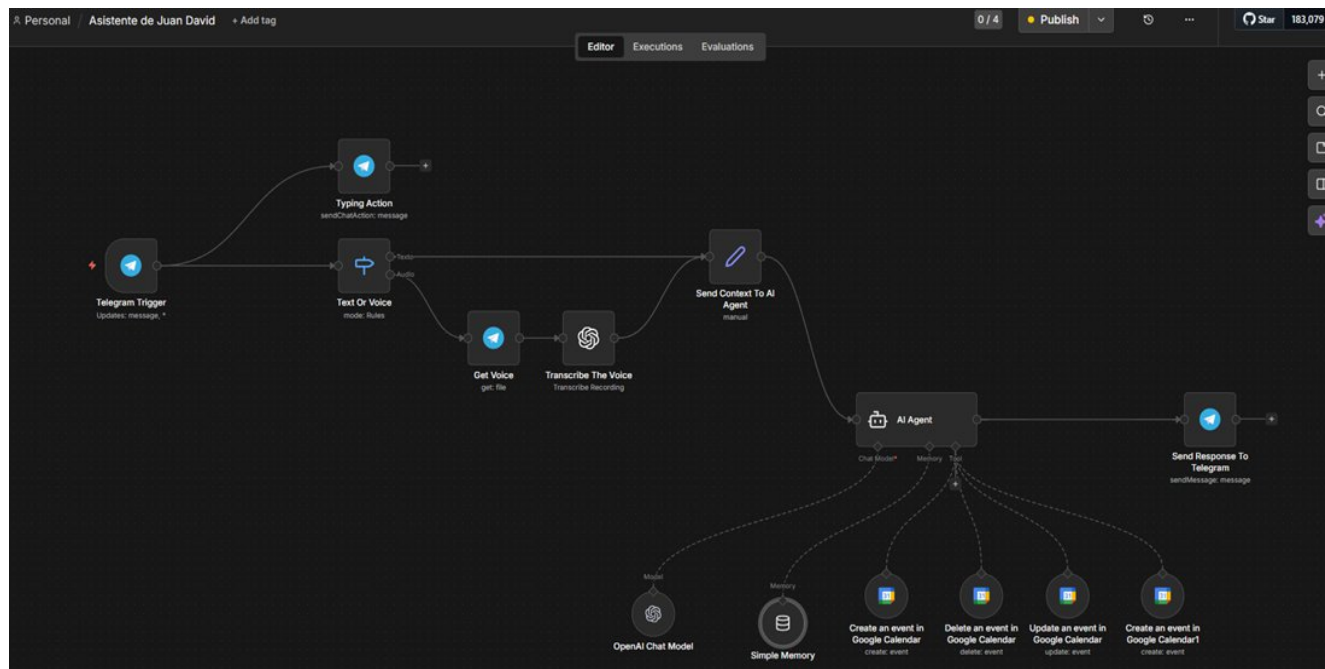 Personal / Asistente de Juan David + Add tag
0 / 4
Publish
Star 183,079
Editor Executions Evaluations
Typing Action
sendChatAction: message
Telegram Trigger
Updates: message, *
Text Or Voice
mode: Rules
Texto
Audio
Get Voice
get: file
Transcribe The Voice
Transcribe Recording
Send Context To AI
Agent
manual
AI Agent
Chat Model*
Memory
Tool
Send Response To
Telegram
sendMessage: message
Model
OpenAI Chat Model
Memory
Simple Memory
Create an event in
Google Calendar
create: event
Delete an event in
Google Calendar
delete: event
Update an event in
Google Calendar
update: event
Create an event in
Google Calendar1
create: event